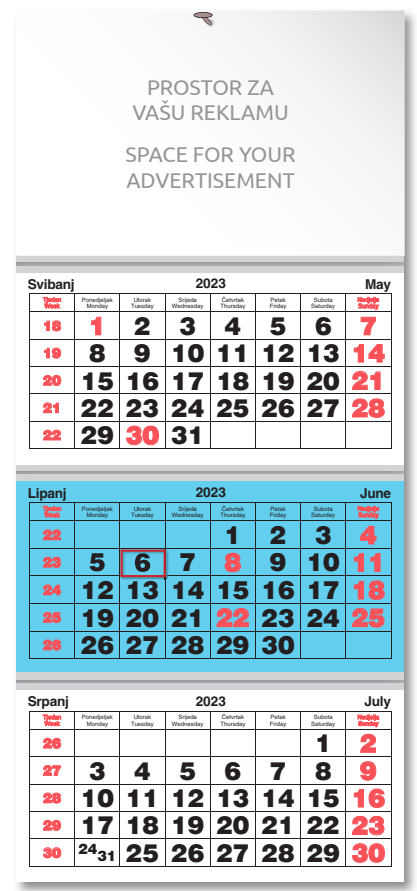 PROSTOR ZA
VAŠU REKLAMU
SPACE FOR YOUR
ADVERTISEMENT
Svibanj 2023 May
Tjedan Ponedjeljak Utorak Srijeda Četvrtak Petak Subota Nedjelja
Week Monday Tuesday Wednesday Thursday Friday Saturday Sunday
18 1 2 3 4 5 6 7
19 8 9 10 11 12 13 14
20 15 16 17 18 19 20 21
21 22 23 24 25 26 27 28
22 29 30 31
Lipanj 2023 June
Tjedan Ponedjeljak Utorak Srijeda Četvrtak Petak Subota Nedjelja
Week Monday Tuesday Wednesday Thursday Friday Saturday Sunday
22 1 2 3 4
23 5 6 7 8 9 10 11
24 12 13 14 15 16 17 18
25 19 20 21 22 23 24 25
26 26 27 28 29 30
Srpanj 2023 July
Tjedan Ponedjeljak Utorak Srijeda Četvrtak Petak Subota Nedjelja
Week Monday Tuesday Wednesday Thursday Friday Saturday Sunday
26 1 2
27 3 4 5 6 7 8 9
28 10 11 12 13 14 15 16
29 17 18 19 20 21 22 23
30 24 31 25 26 27 28 29 30